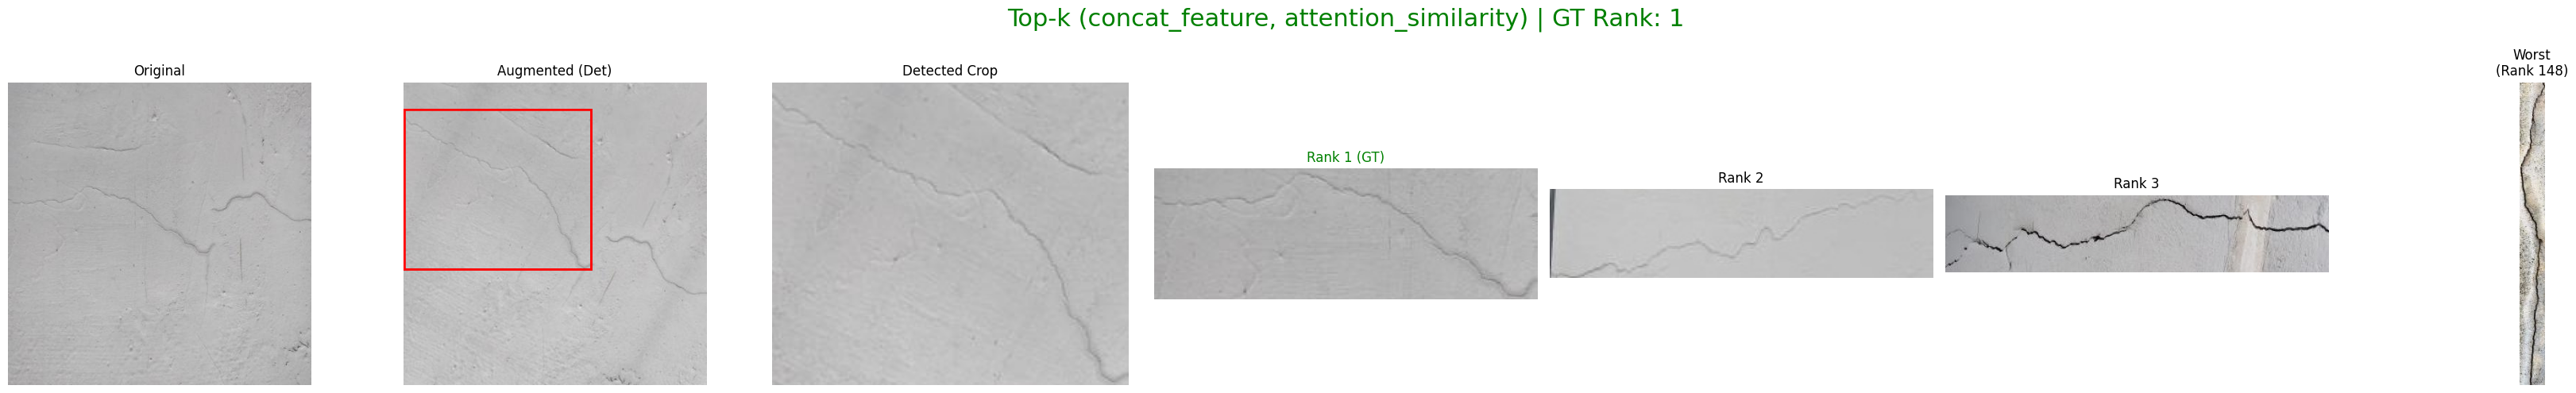 Top-k (concat_feature, attention_similarity) | GT Rank: 1
Original
Augmented (Det)
Detected Crop
Rank 1 (GT)
Rank 2
Rank 3
Worst
(Rank 148)